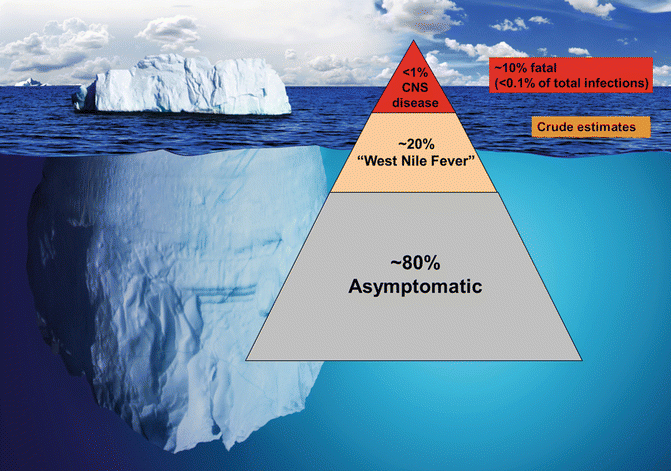 <1%
CNS
disease
~10% fatal
(<0.1% of total infections)
Crude estimates
~20%
“West Nile Fever”
~80%
Asymptomatic